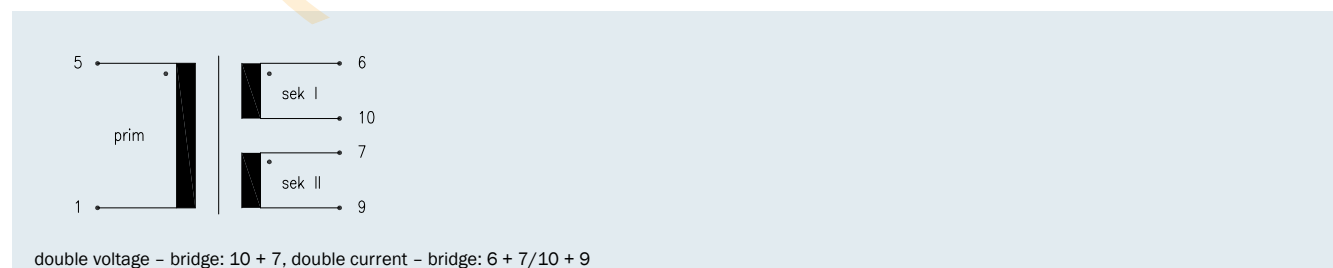 5
6
sek I
10
prim
7
sek II
1
9
double voltage – bridge: 10 + 7, double current – bridge: 6 + 7/10 + 9